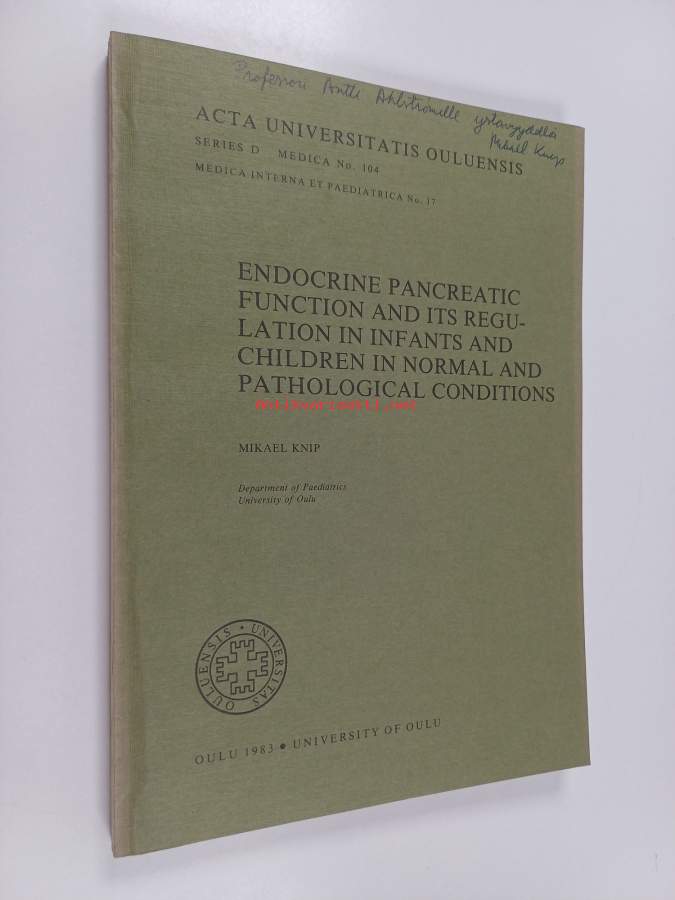 Professori Antti Ahlströmille ystävyydellä
Mikael Knip
ACTA UNIVERSITATIS OULUENSIS
SERIES D MEDICA No. 104
MEDICA INTERNA ET PAEDIATRICA No. 17
ENDOCRINE PANCREATIC
FUNCTION AND ITS REGU-
LATION IN INFANTS AND
CHILDREN IN NORMAL AND
PATHOLOGICAL CONDITIONS
MIKAEL KNIP
Department of Paediatrics
University of Oulu
UNIVERSITAS • OULUENSIS
OULU 1983 • UNIVERSITY OF OULU